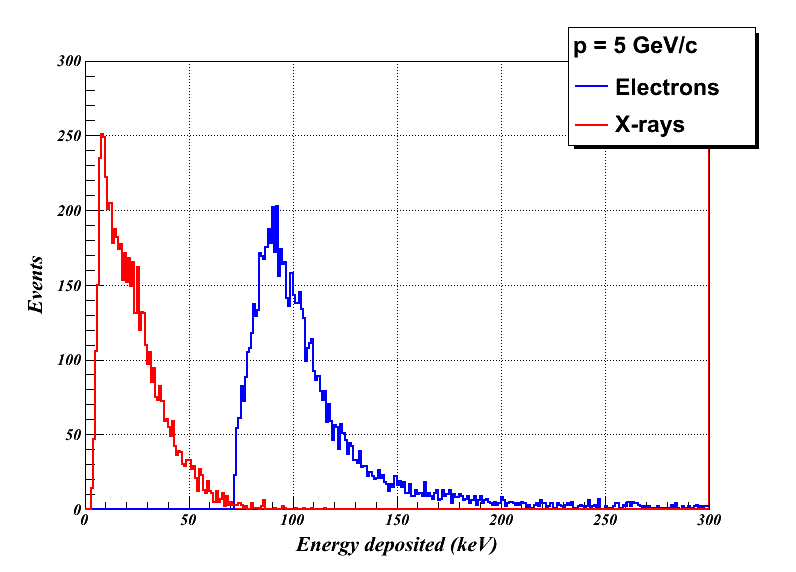 p = 5 GeV/c
Electrons
X-rays
300
250
200
150
100
50
0
Events
0 50 100 150 200 250 300
Energy deposited (keV)